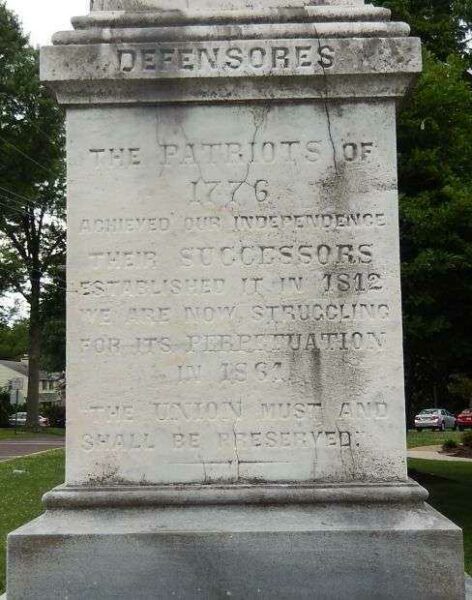 DEFENSORES
THE PATRIOTS OF
1776
ACHIEVED OUR INDEPENDENCE
THEIR SUCCESSORS
ESTABLISHED IT IN 1812
WE ARE NOW STRUGGLING
FOR ITS PERPETUATION
IN 1861.
"THE UNION MUST AND
SHALL BE PRESERVED."